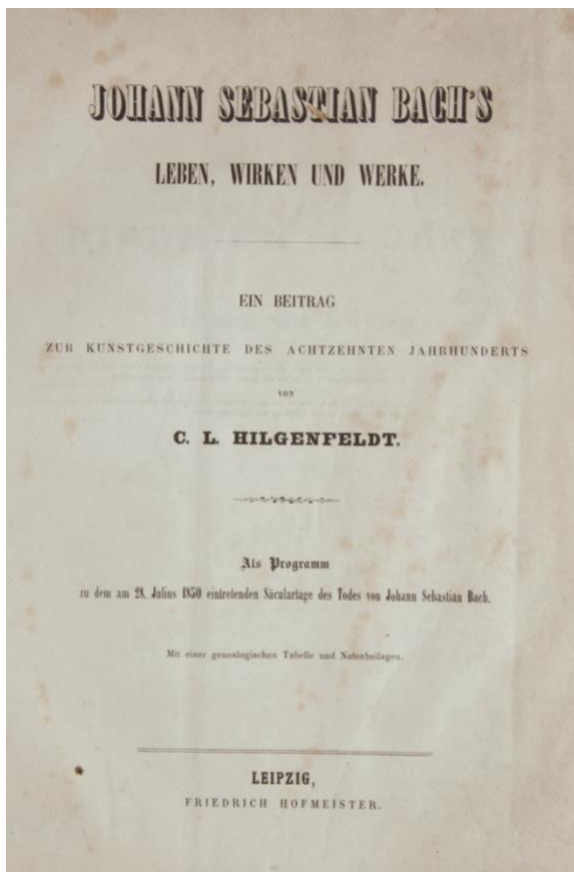 JOHANN SEBASTIAN BACH'S
LEBEN, WIRKEN UND WERKE.
EIN BEITRAG
ZUR KUNSTGESCHICHTE DES ACHTZEHNTEN JAHRHUNDERTS
VON
C. L. HILGENFELDT.
Als Programm
zu dem am 28. Julius 1850 eintretenden Säculartage des Todes von Johann Sebastian Bach.
Mit einer genealogischen Tabelle und Notenbeilagen.
LEIPZIG,
FRIEDRICH HOFMEISTER.